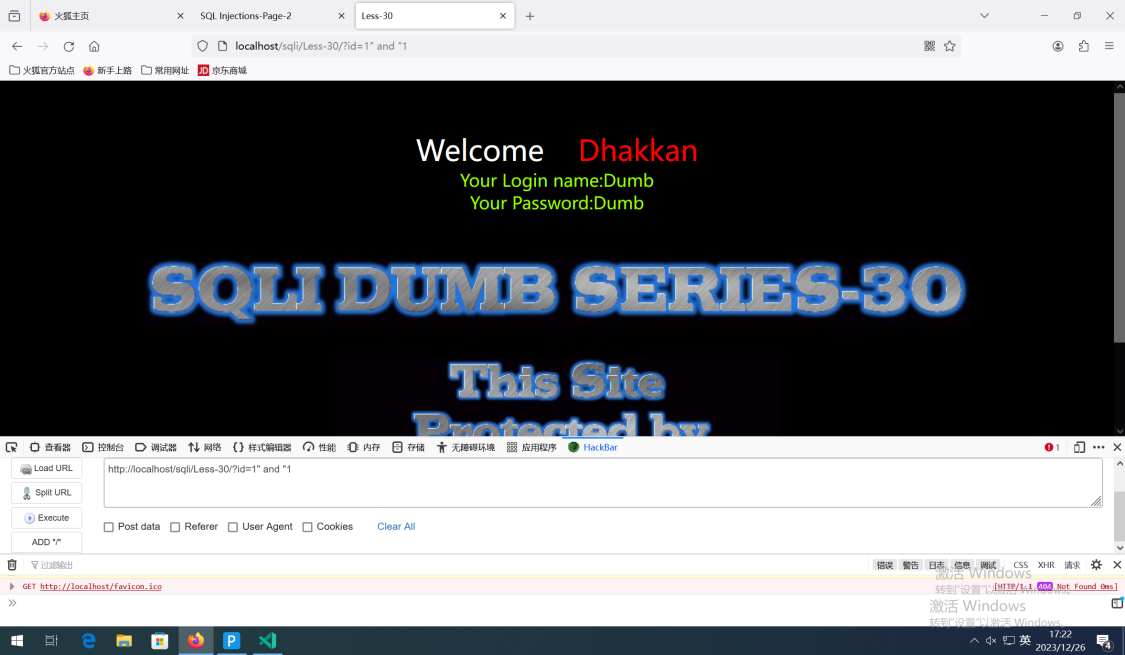 火狐主页
SQL Injections-Page-2
Less-30
localhost/sqli/Less-30/?id=1" and "1
火狐官方站点 新手上路 常用网址 JD 京东商城
Welcome Dhakkan
Your Login name:Dumb
Your Password:Dumb
SQLI DUMB SERIES-30
This Site
Protected by
查看器 控制台 调试器 网络 样式编辑器 性能 内存 存储 无障碍环境 应用程序 HackBar 1
Load URL
http://localhost/sqli/Less-30/?id=1" and "1
Split URL
Execute
Post data Referer User Agent Cookies Clear All
ADD "/"
过滤输出 错误 警告 日志 信息 调试 CSS XHR 请求
激活 Windows
GET http://localhost/favicon.ico [HTTP/1.1 404 Not Found 0ms]
转到"设置"以激活 Windows。
激活 Windows
转到"设置"以激活 Windows。
英
17:22
2023/12/26
4